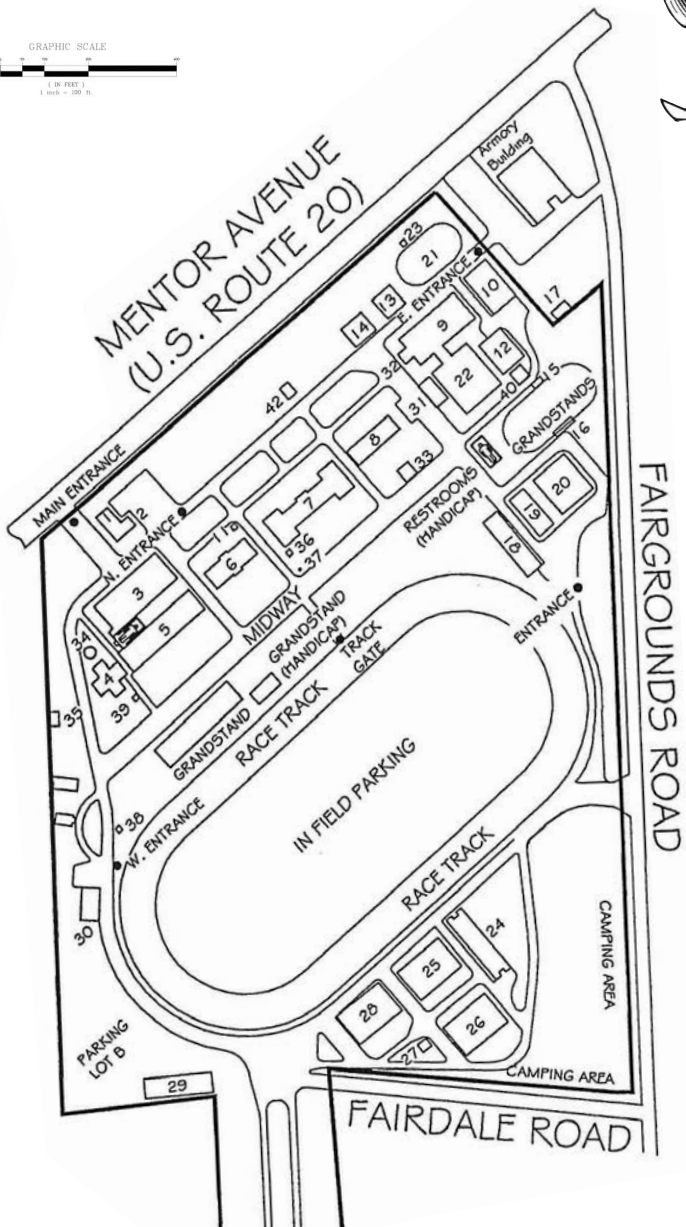 GRAPHIC SCALE
( IN FEET )
1 inch = 100 ft.
MENTOR AVENUE
(U.S. ROUTE 20)
Armory
Building
23
21
E. ENTRANCE
10
17
13
14
9
12
32
22
40
15
42
31
GRANDSTANDS
16
8
33
RESTROOMS
(HANDICAP)
20
19
18
7
36
37
MAIN ENTRANCE
1
2
N. ENTRANCE
11
6
3
5
MIDWAY
GRANDSTAND
(HANDICAP)
TRACK
GATE
ENTRANCE
FAIRGROUNDS ROAD
34
4
39
35
GRANDSTAND
RACE TRACK
IN FIELD PARKING
38
W. ENTRANCE
RACE TRACK
30
24
25
26
28
27
CAMPING AREA
PARKING
LOT B
29
CAMPING AREA
FAIRDALE ROAD